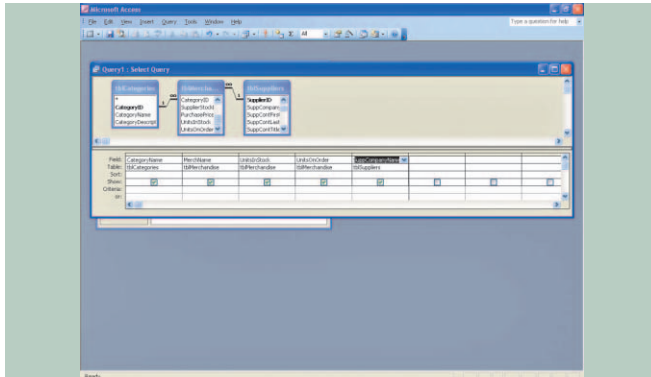 Microsoft Access
File Edit View Insert Query Tools Window Help
Type a question for help
All
Query1 : Select Query
tblCategories
*
CategoryID
CategoryName
CategoryDescript
tblMerchan...
CategoryID
SupplierStockN
PurchasePrice
UnitsInStock
UnitsOnOrder
tblSuppliers
SupplierID
SuppCompany
SuppContFirst
SuppContLast
SuppContTitle
Field: CategoryName MerchName UnitsInStock UnitsOnOrder SuppCompanyName
Table: tblCategories tblMerchandise tblMerchandise tblMerchandise tblSuppliers
Sort:
Show:
Criteria:
or:
Ready